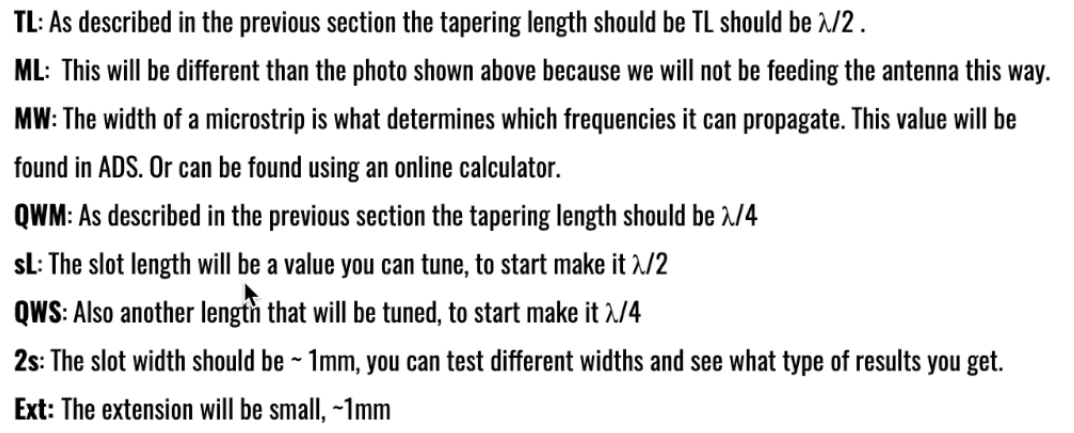 TL: As described in the previous section the tapering length should be TL should be λ/2 .
ML: This will be different than the photo shown above because we will not be feeding the antenna this way.
MW: The width of a microstrip is what determines which frequencies it can propagate. This value will be
found in ADS. Or can be found using an online calculator.
QWM: As described in the previous section the tapering length should be λ/4
sL: The slot length will be a value you can tune, to start make it λ/2
QWS: Also another length that will be tuned, to start make it λ/4
2s: The slot width should be ~ 1mm, you can test different widths and see what type of results you get.
Ext: The extension will be small, ~1mm